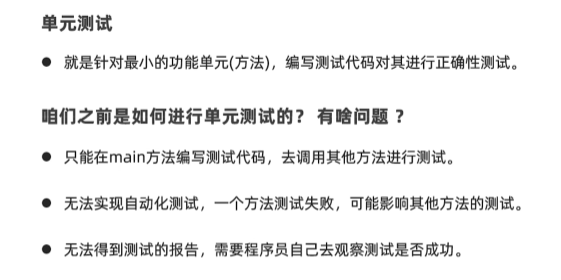 单元测试
● 就是针对最小的功能单元(方法)，编写测试代码对其进行正确性测试。
咱们之前是如何进行单元测试的？ 有啥问题 ？
● 只能在main方法编写测试代码，去调用其他方法进行测试。
● 无法实现自动化测试，一个方法测试失败，可能影响其他方法的测试。
● 无法得到测试的报告，需要程序员自己去观察测试是否成功。